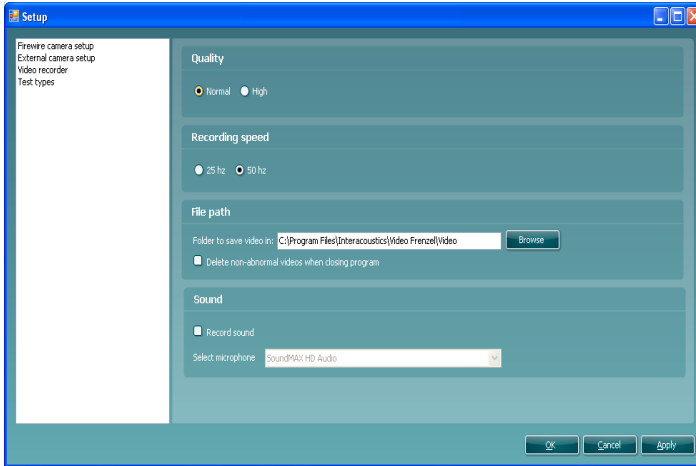 Setup
Firewire camera setup
External camera setup
Video recorder
Test types
Quality
Normal High
Recording speed
25 hz 50 hz
File path
Folder to save video in: C:\Program Files\Interacoustics\Video Frenzel\Video Browse
Delete non-abnormal videos when closing program
Sound
Record sound
Select microphone SoundMAX HD Audio
OK Cancel Apply